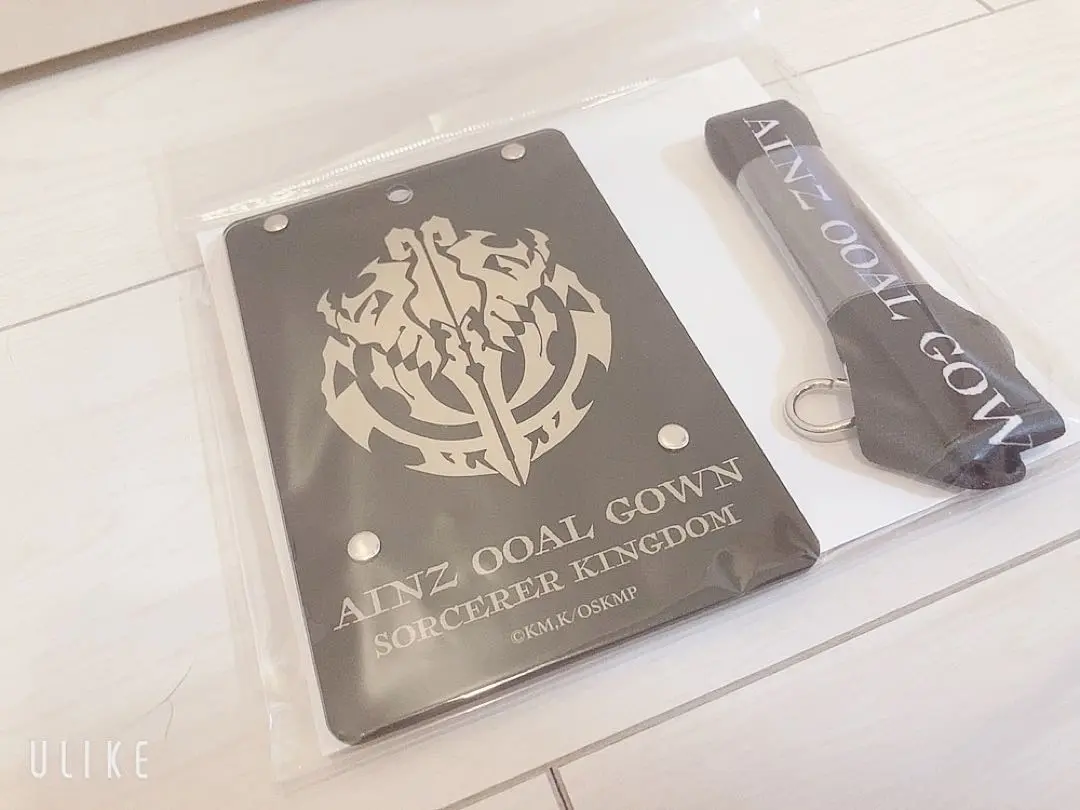 AINZ OOAL GOWN
SORCERER KINGDOM
©KM,K/OSKMP
AINZ OOAL GOWN
ULIKE